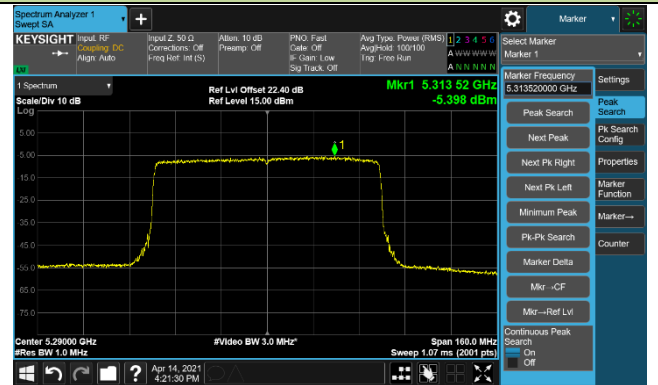 Spectrum Analyzer 1
Swept SA
Marker
KEYSIGHT
Input: RF
Coupling: DC
Align: Auto
Input Z: 50 Ω
Corrections: Off
Freq Ref: Int (S)
Atten: 10 dB
Preamp: Off
PNO: Fast
Gate: Off
IF Gain: Low
Sig Track: Off
Avg Type: Power (RMS)
Avg|Hold: 100/100
Trig: Free Run
1 2 3 4 5 6
A W W W W W
A N N N N N
LXI
Select Marker
Marker 1
1 Spectrum
Scale/Div 10 dB
Log
Ref Lvl Offset 22.40 dB
Ref Level 15.00 dBm
Mkr1 5.313 52 GHz
-5.398 dBm
Marker Frequency
5.313520000 GHz
Peak Search
Next Peak
Next Pk Right
Next Pk Left
Minimum Peak
Pk-Pk Search
Marker Delta
Mkr→CF
Mkr→Ref Lvl
Continuous Peak
Search
On
Off
Settings
Peak
Search
Pk Search
Config
Properties
Marker
Function
Marker→
Counter
1
5.00
-5.00
-15.0
-25.0
-35.0
-45.0
-55.0
-65.0
-75.0
Center 5.29000 GHz
#Res BW 1.0 MHz
#Video BW 3.0 MHz*
Span 160.0 MHz
Sweep 1.07 ms (2001 pts)
?
Apr 14, 2021
4:21:30 PM